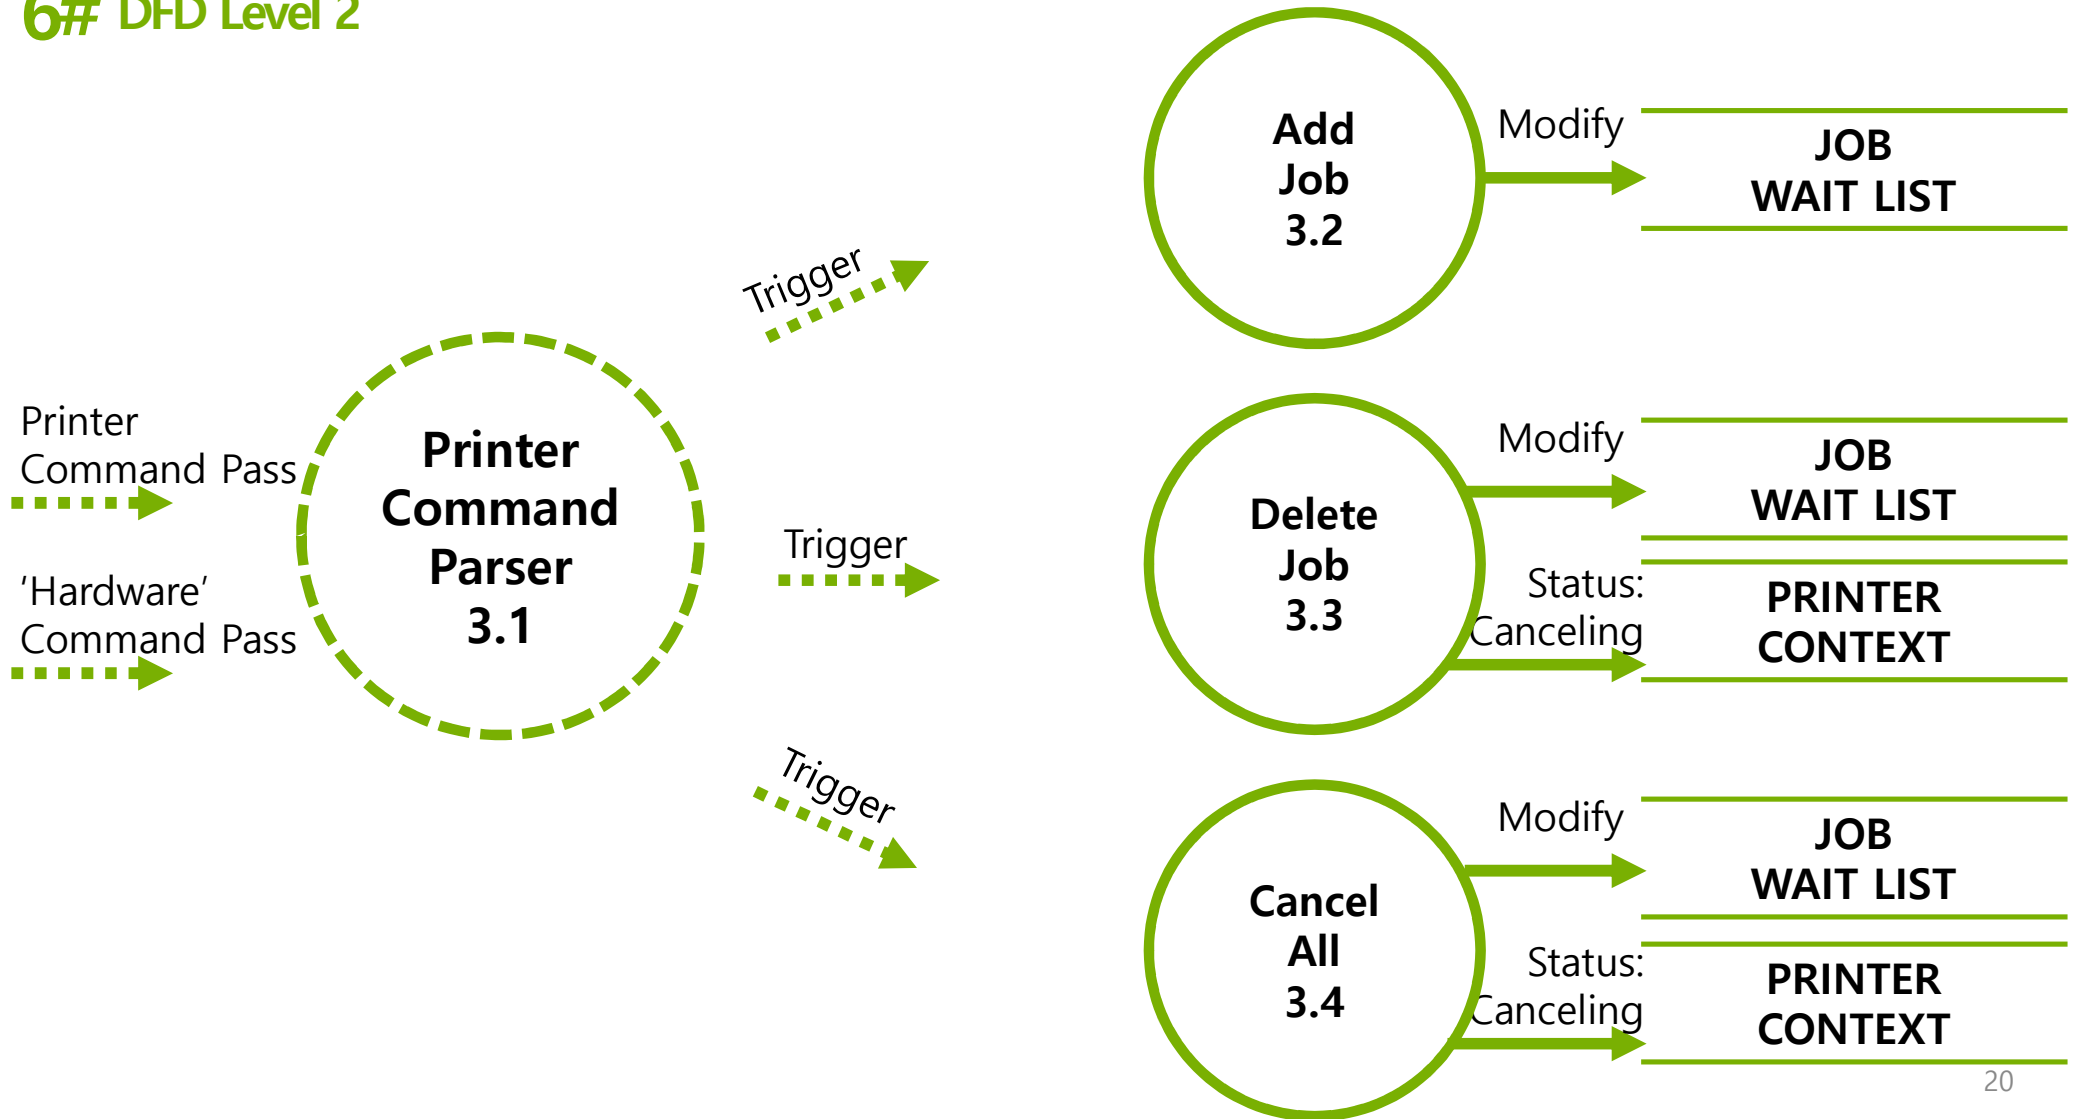 6# DFD Level 2
Add
Job
3.2
Modify
JOB
WAIT LIST
Trigger
Printer
Command Pass
'Hardware'
Command Pass
Printer
Command
Parser
3.1
Trigger
Delete
Job
3.3
Modify
JOB
WAIT LIST
Status:
Canceling
PRINTER
CONTEXT
Trigger
Cancel
All
3.4
Modify
JOB
WAIT LIST
Status:
Canceling
PRINTER
CONTEXT
20